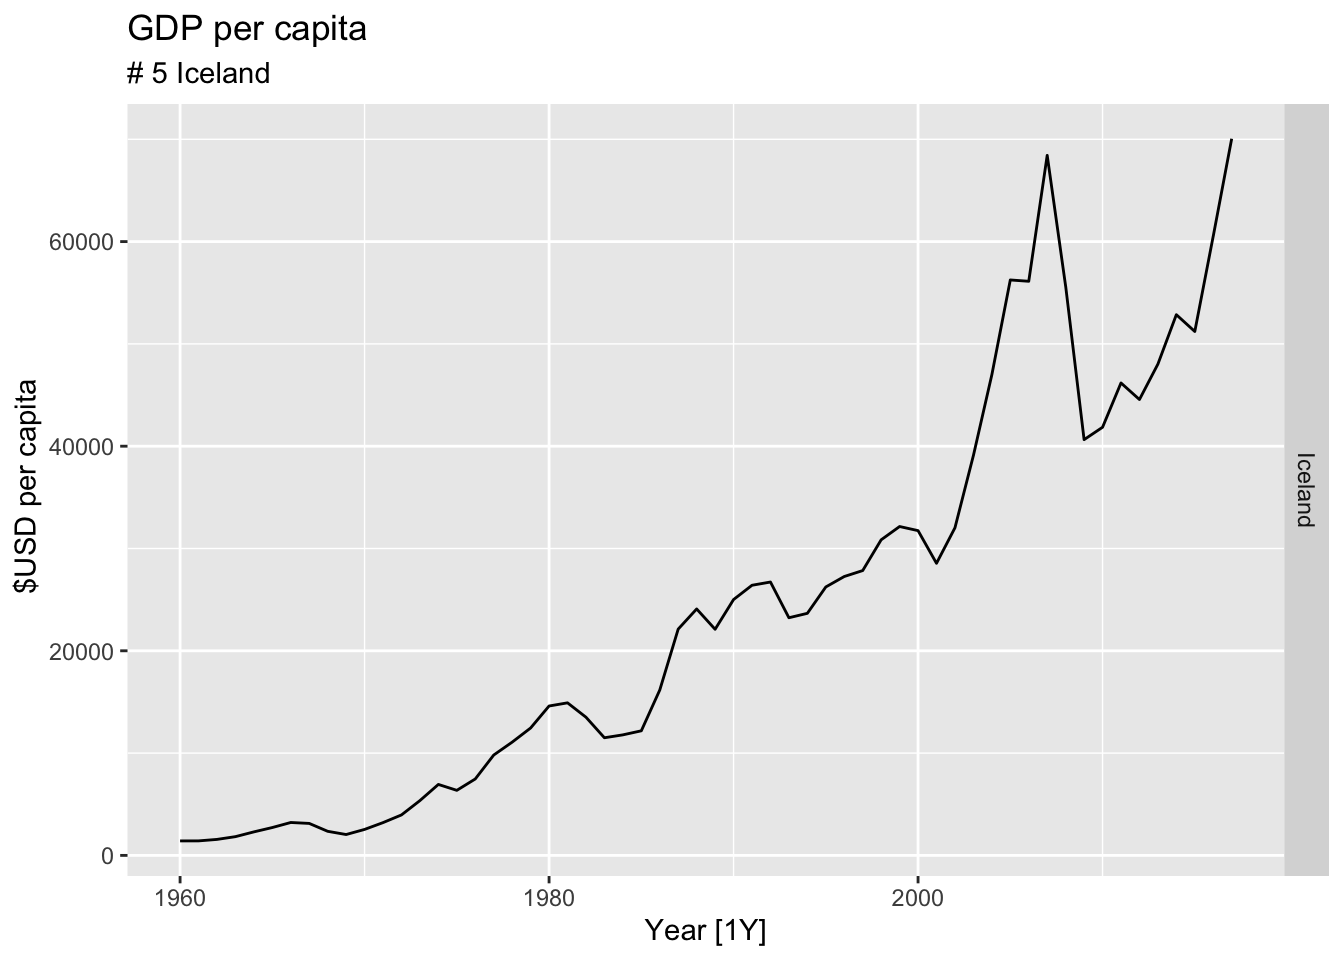 GDP per capita
# 5 Iceland
$USD per capita
60000
40000
20000
0
Iceland
1960
1980
2000
Year [1Y]